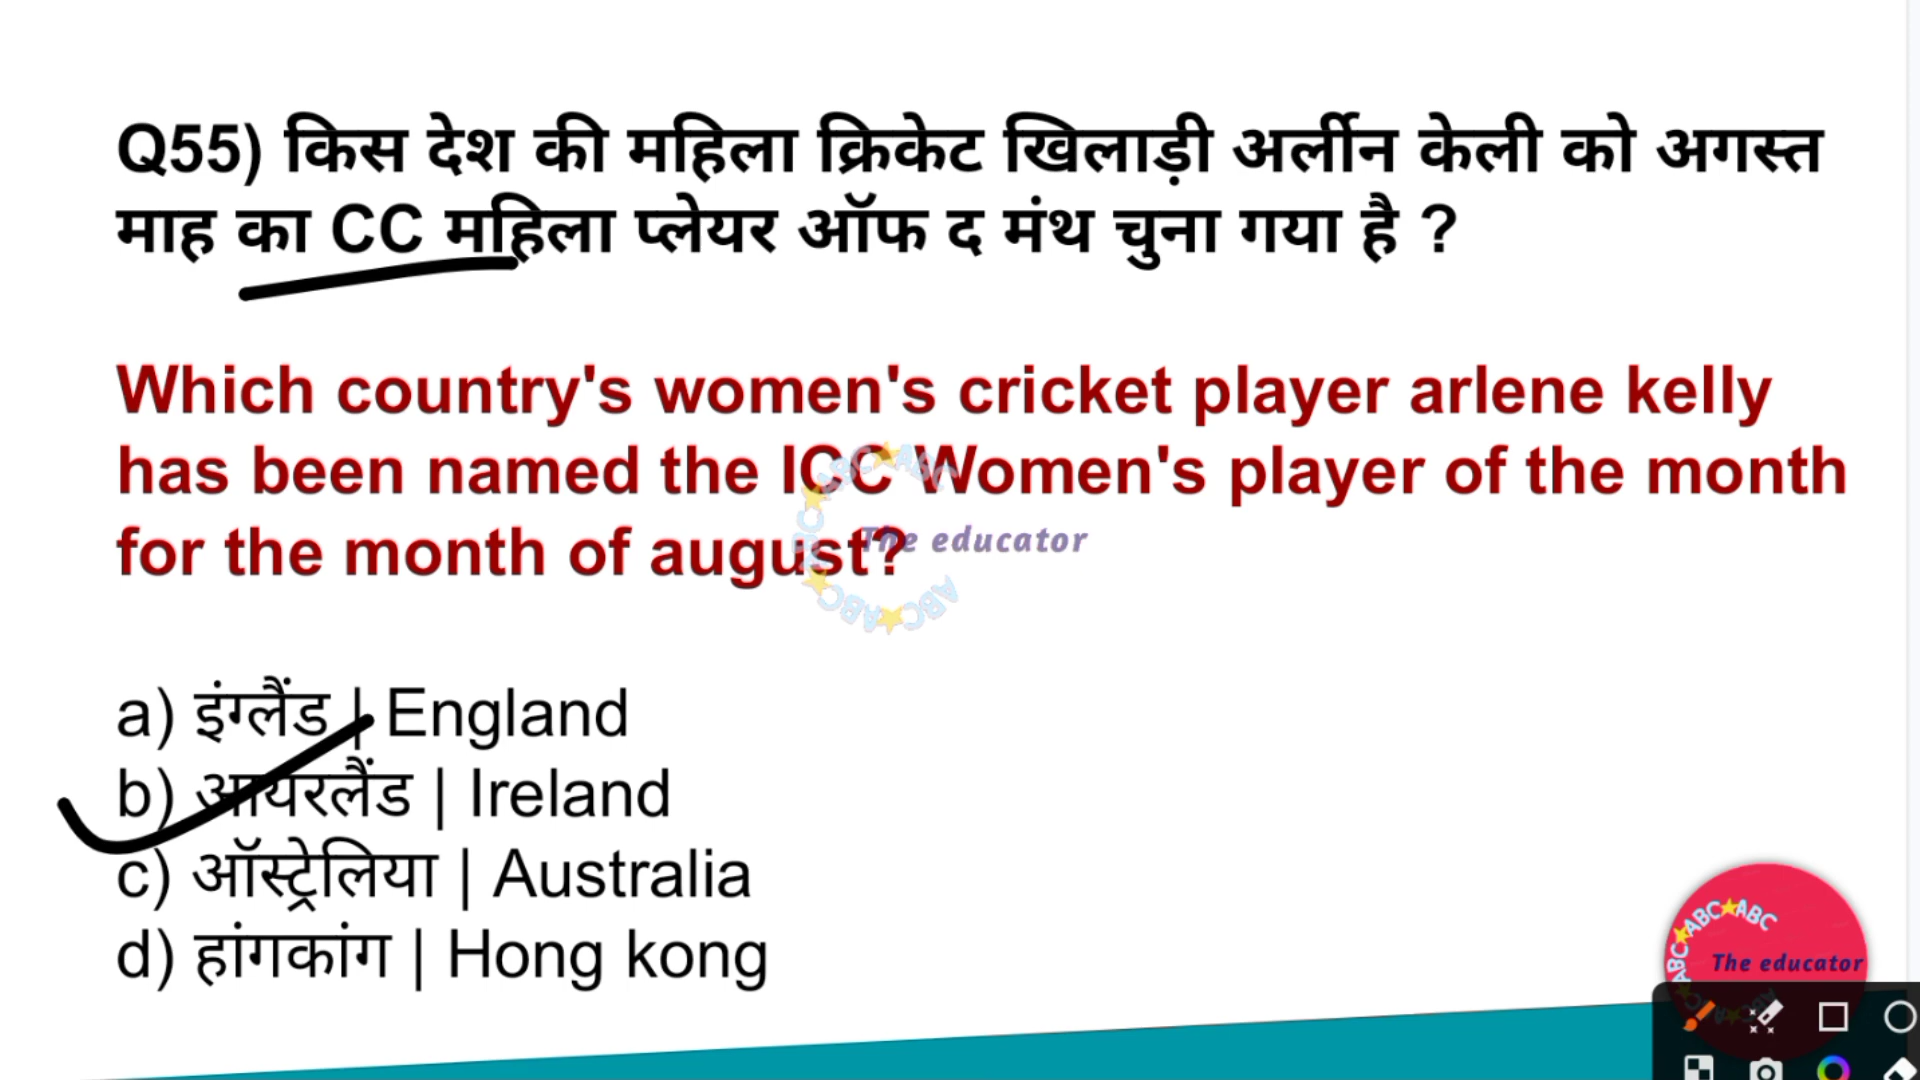 Q55) किस देश की महिला क्रिकेट खिलाड़ी अर्लीन केली को अगस्त
माह का CC महिला प्लेयर ऑफ द मंथ चुना गया है ?
Which country's women's cricket player arlene kelly
has been named the ICC Women's player of the month
for the month of august?
The educator
a) इंग्लैंड | England
b) आयरलैंड | Ireland
c) ऑस्ट्रेलिया | Australia
d) हांगकांग | Hong kong
ABC★ABC
The educator